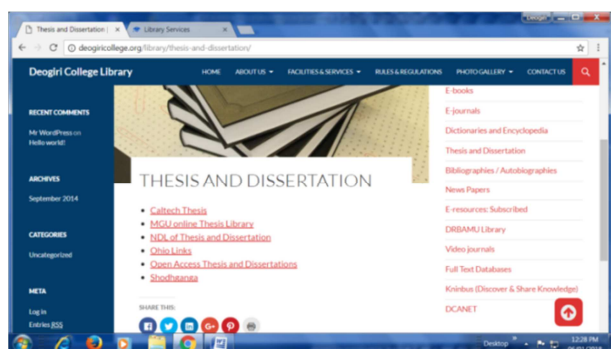 Thesis and Dissertation |
Library Services
deogiricollege.org/library/thesis-and-dissertation/
Deogiri College Library
HOME ABOUT US FACILITIES & SERVICES RULES & REGULATIONS PHOTO GALLERY CONTACT US
RECENT COMMENTS
Mr WordPress on
Hello world!
ARCHIVES
September 2014
CATEGORIES
Uncategorized
META
Log in
Entries RSS
THESIS AND DISSERTATION
• Caltech Thesis
• MGU online Thesis Library
• NDL of Thesis and Dissertation
• Ohio Links
• Open Access Thesis and Dissertations
• Shodhganga
SHARE THIS:
E-books
E-journals
Dictionaries and Encyclopedia
Thesis and Dissertation
Bibliographies / Autobiographies
News Papers
E-resources: Subscribed
DRBAMU Library
Video journals
Full Text Databases
Kninbus (Discover & Share Knowledge)
DCANET
Desktop
12:28 PM